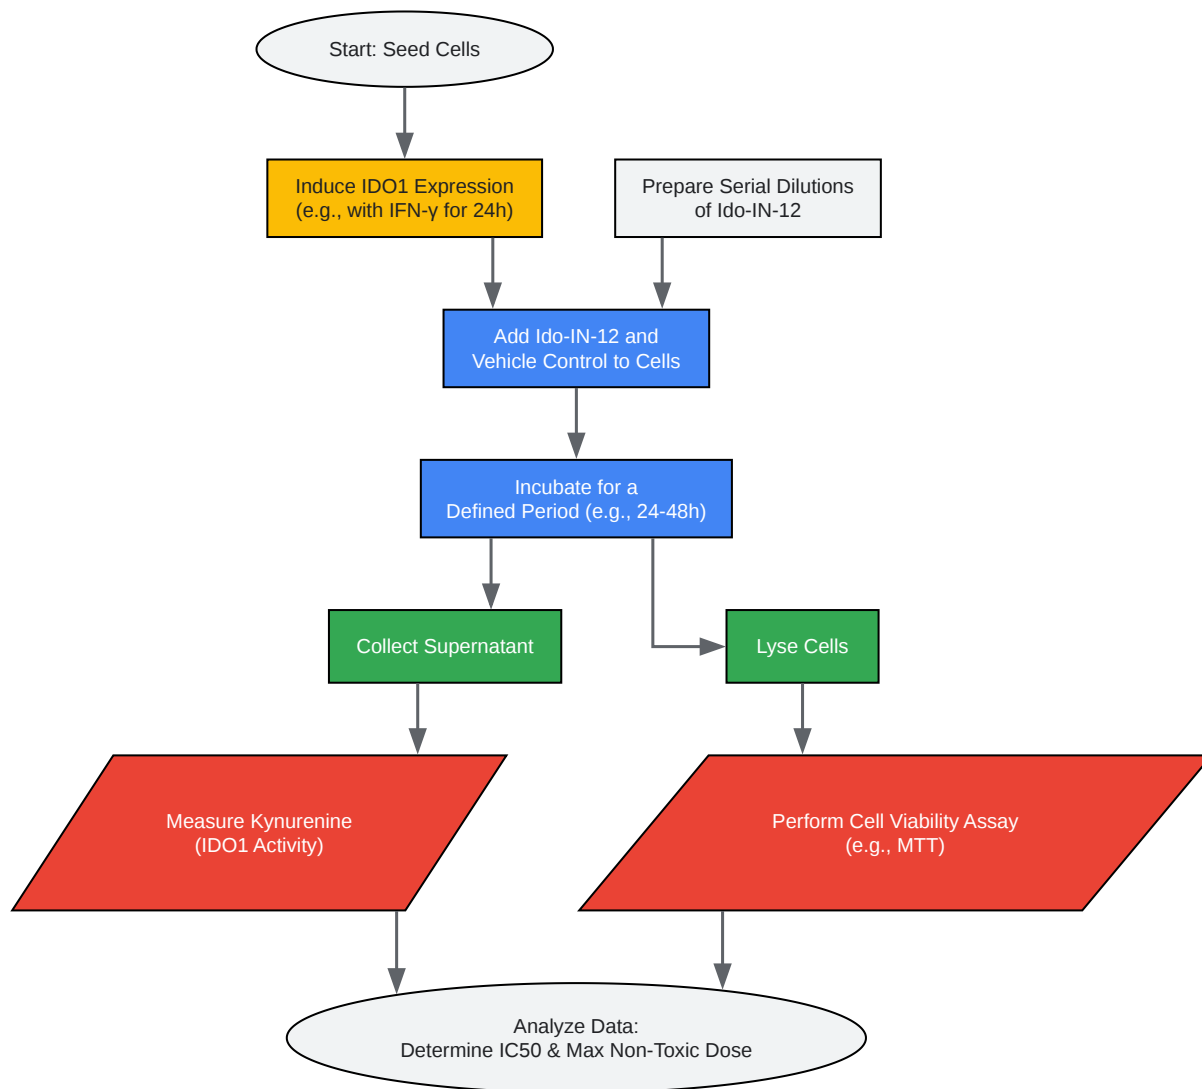 Start: Seed Cells
Induce IDO1 Expression
(e.g., with IFN-γ for 24h)
Prepare Serial Dilutions
of Ido-IN-12
Add Ido-IN-12 and
Vehicle Control to Cells
Incubate for a
Defined Period (e.g., 24-48h)
Collect Supernatant
Lyse Cells
Measure Kynurenine
(IDO1 Activity)
Perform Cell Viability Assay
(e.g., MTT)
Analyze Data:
Determine IC50 & Max Non-Toxic Dose